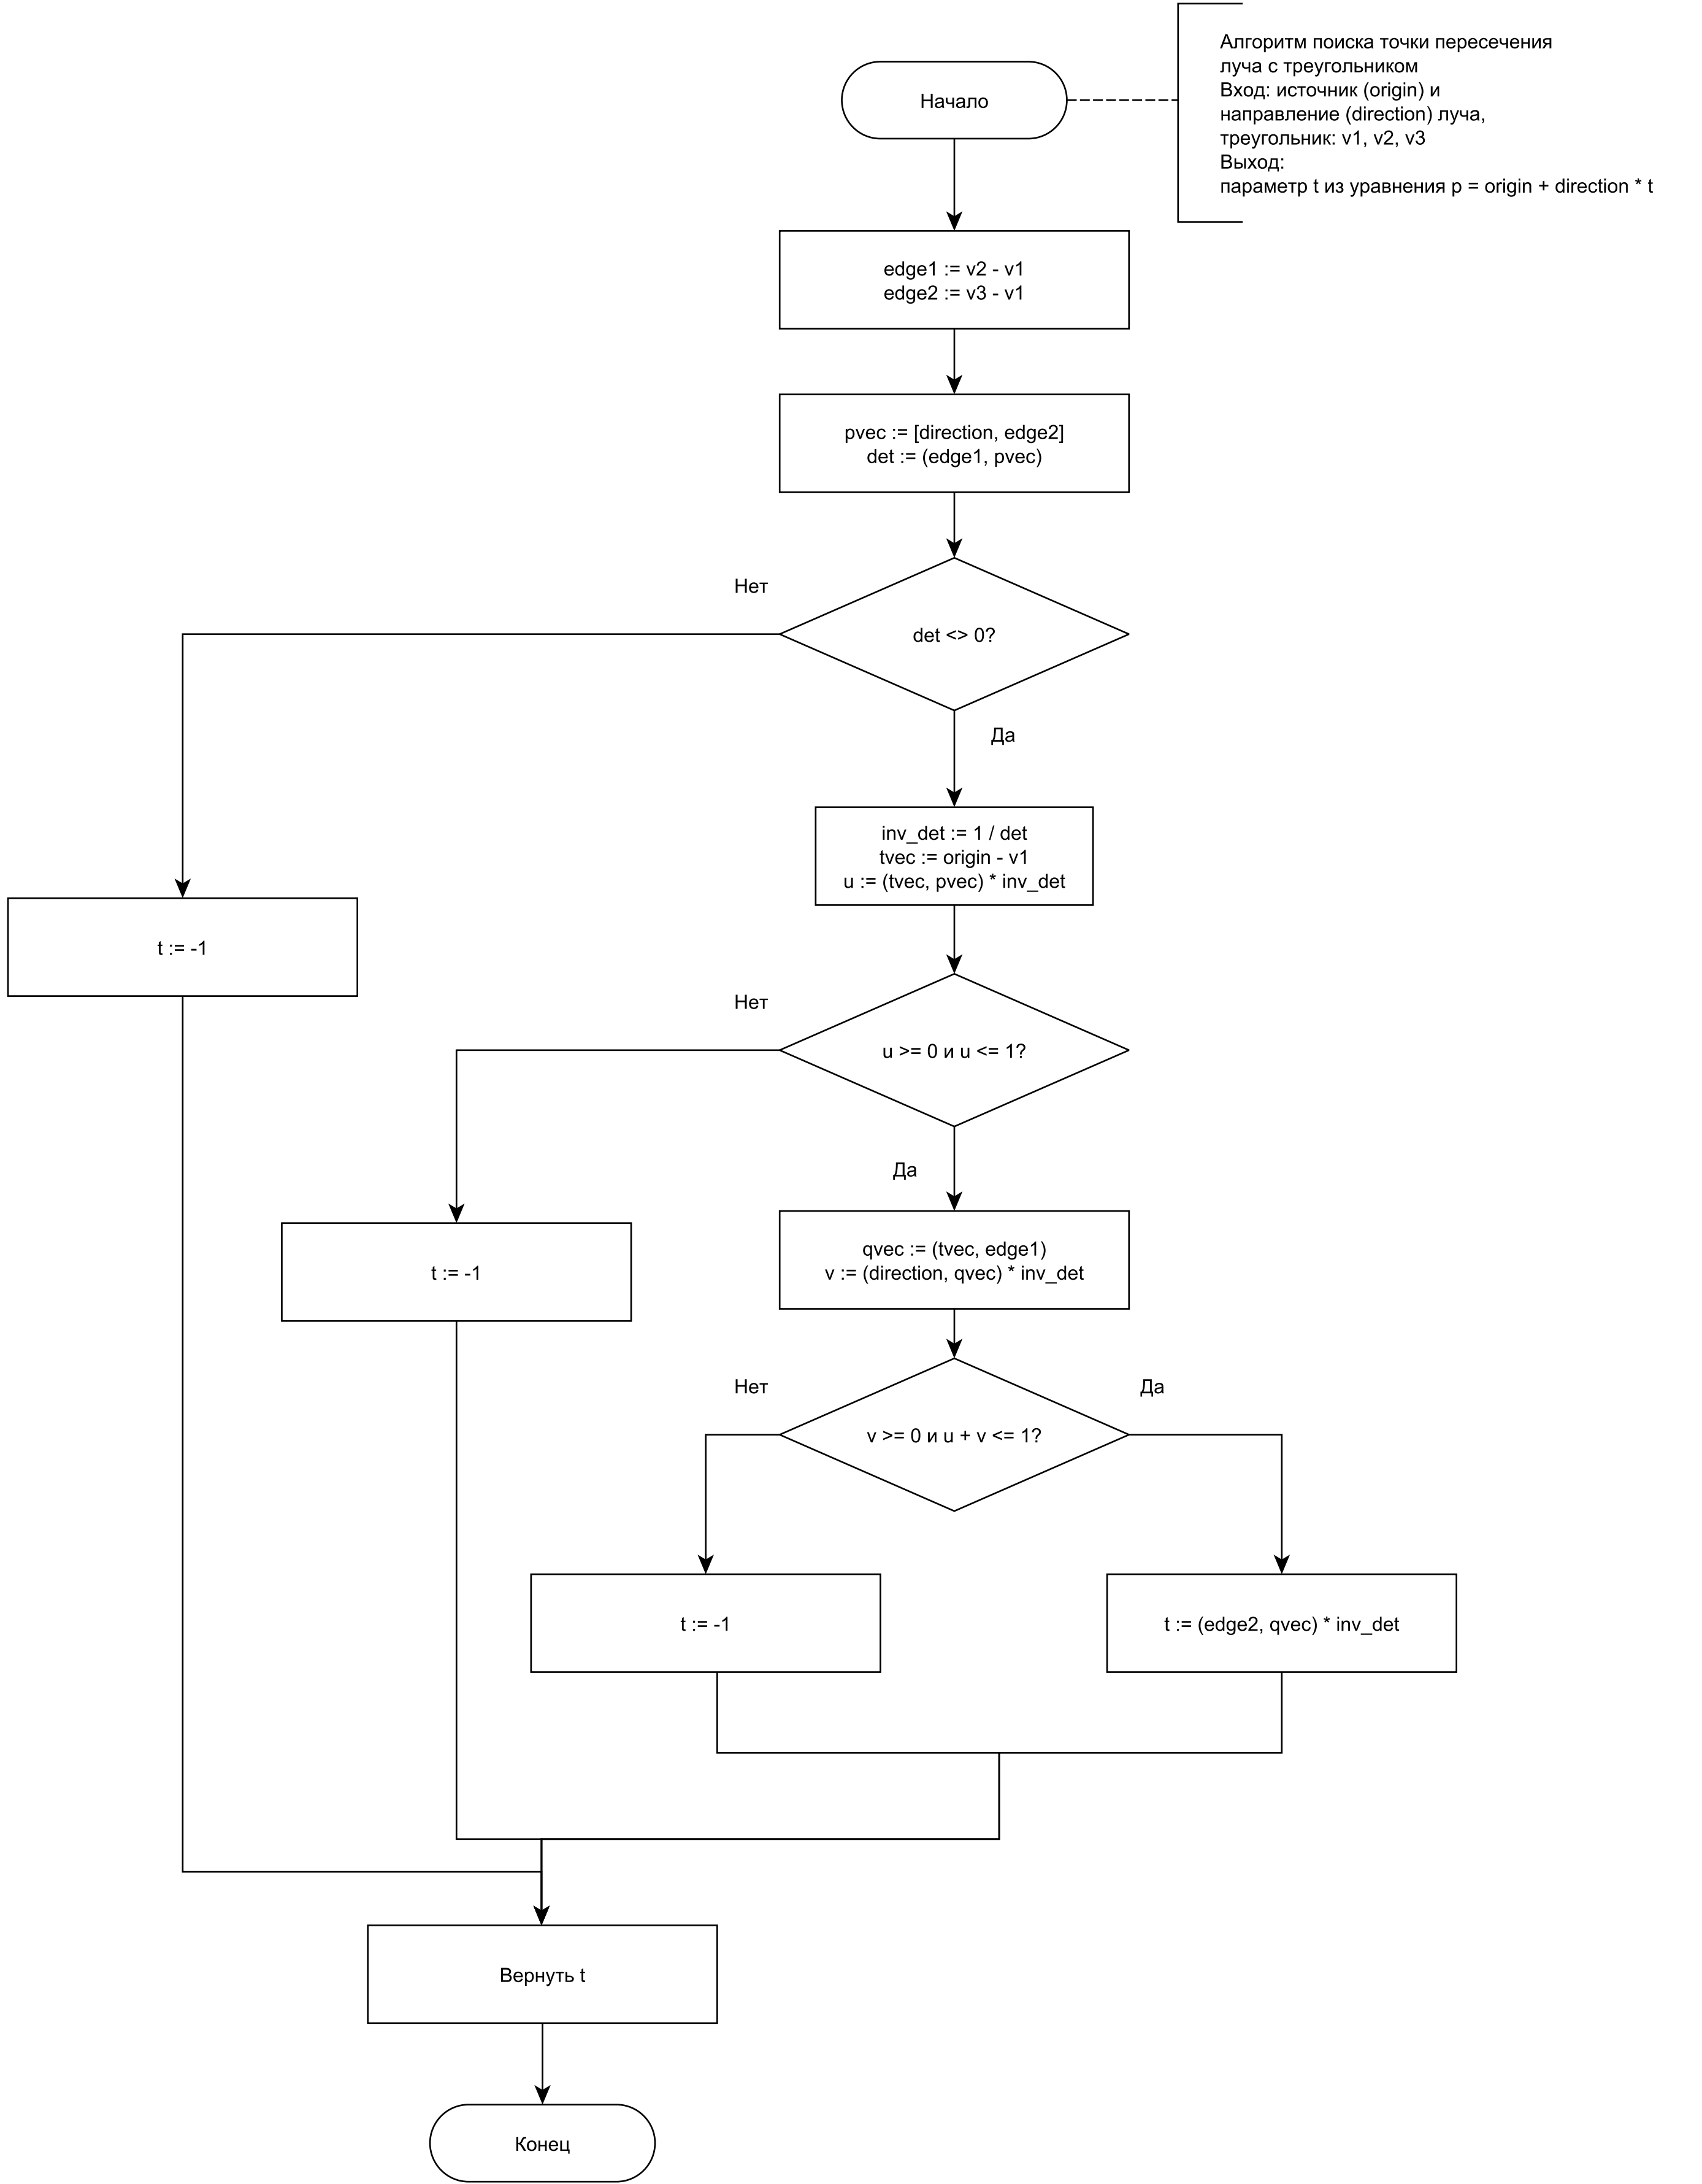 Алгоритм поиска точки пересечения
луча с треугольником
Вход: источник (origin) и
направление (direction) луча,
треугольник: v1, v2, v3
Выход:
параметр t из уравнения p = origin + direction * t
Начало
edge1 := v2 - v1
edge2 := v3 - v1
pvec := [direction, edge2]
det := (edge1, pvec)
Нет
det <> 0?
Да
inv_det := 1 / det
tvec := origin - v1
u := (tvec, pvec) * inv_det
t := -1
Нет
u >= 0 и u <= 1?
Да
qvec := (tvec, edge1)
v := (direction, qvec) * inv_det
t := -1
Нет
Да
v >= 0 и u + v <= 1?
t := -1
t := (edge2, qvec) * inv_det
Вернуть t
Конец